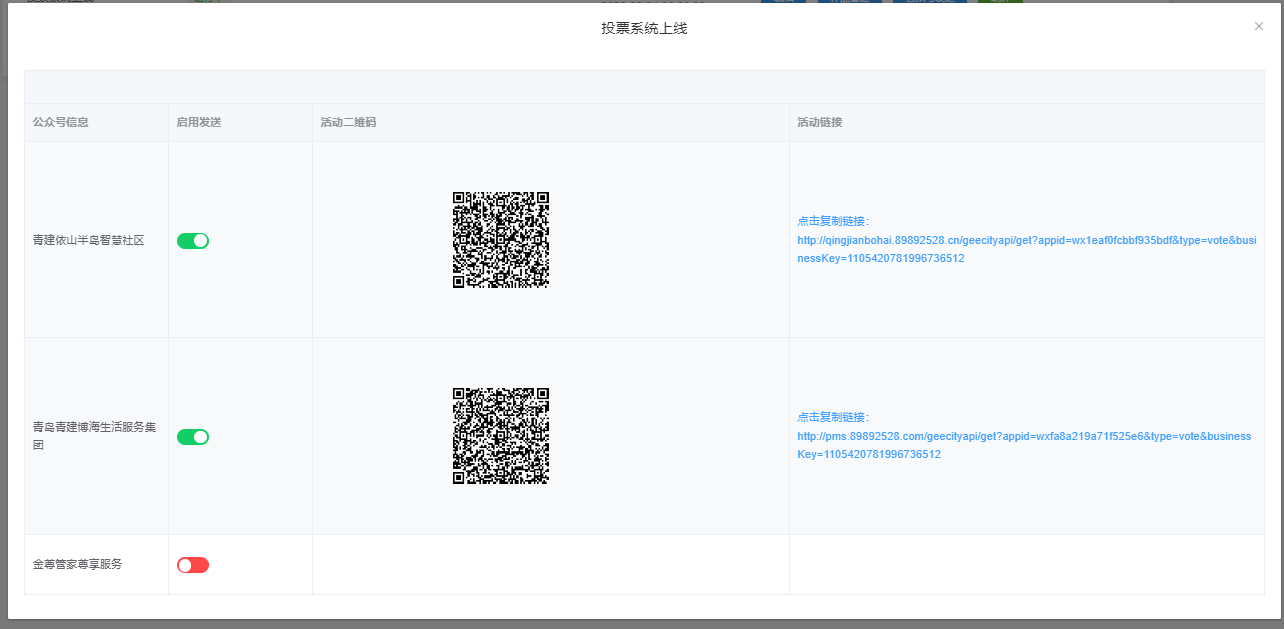 投票系统上线
公众号信息
启用发送
活动二维码
活动链接
青建依山半岛智慧社区
点击复制链接:
http://qingjianbohai.89892528.cn/geecityapi/get?appid=wx1eaf0fcbbf935bdf&type=vote&busi
nessKey=1105420781996736512
青岛青建博海生活服务集
团
点击复制链接:
http://pms.89892528.com/geecityapi/get?appid=wxfa8a219a71f525e6&type=vote&business
Key=1105420781996736512
金尊管家尊享服务